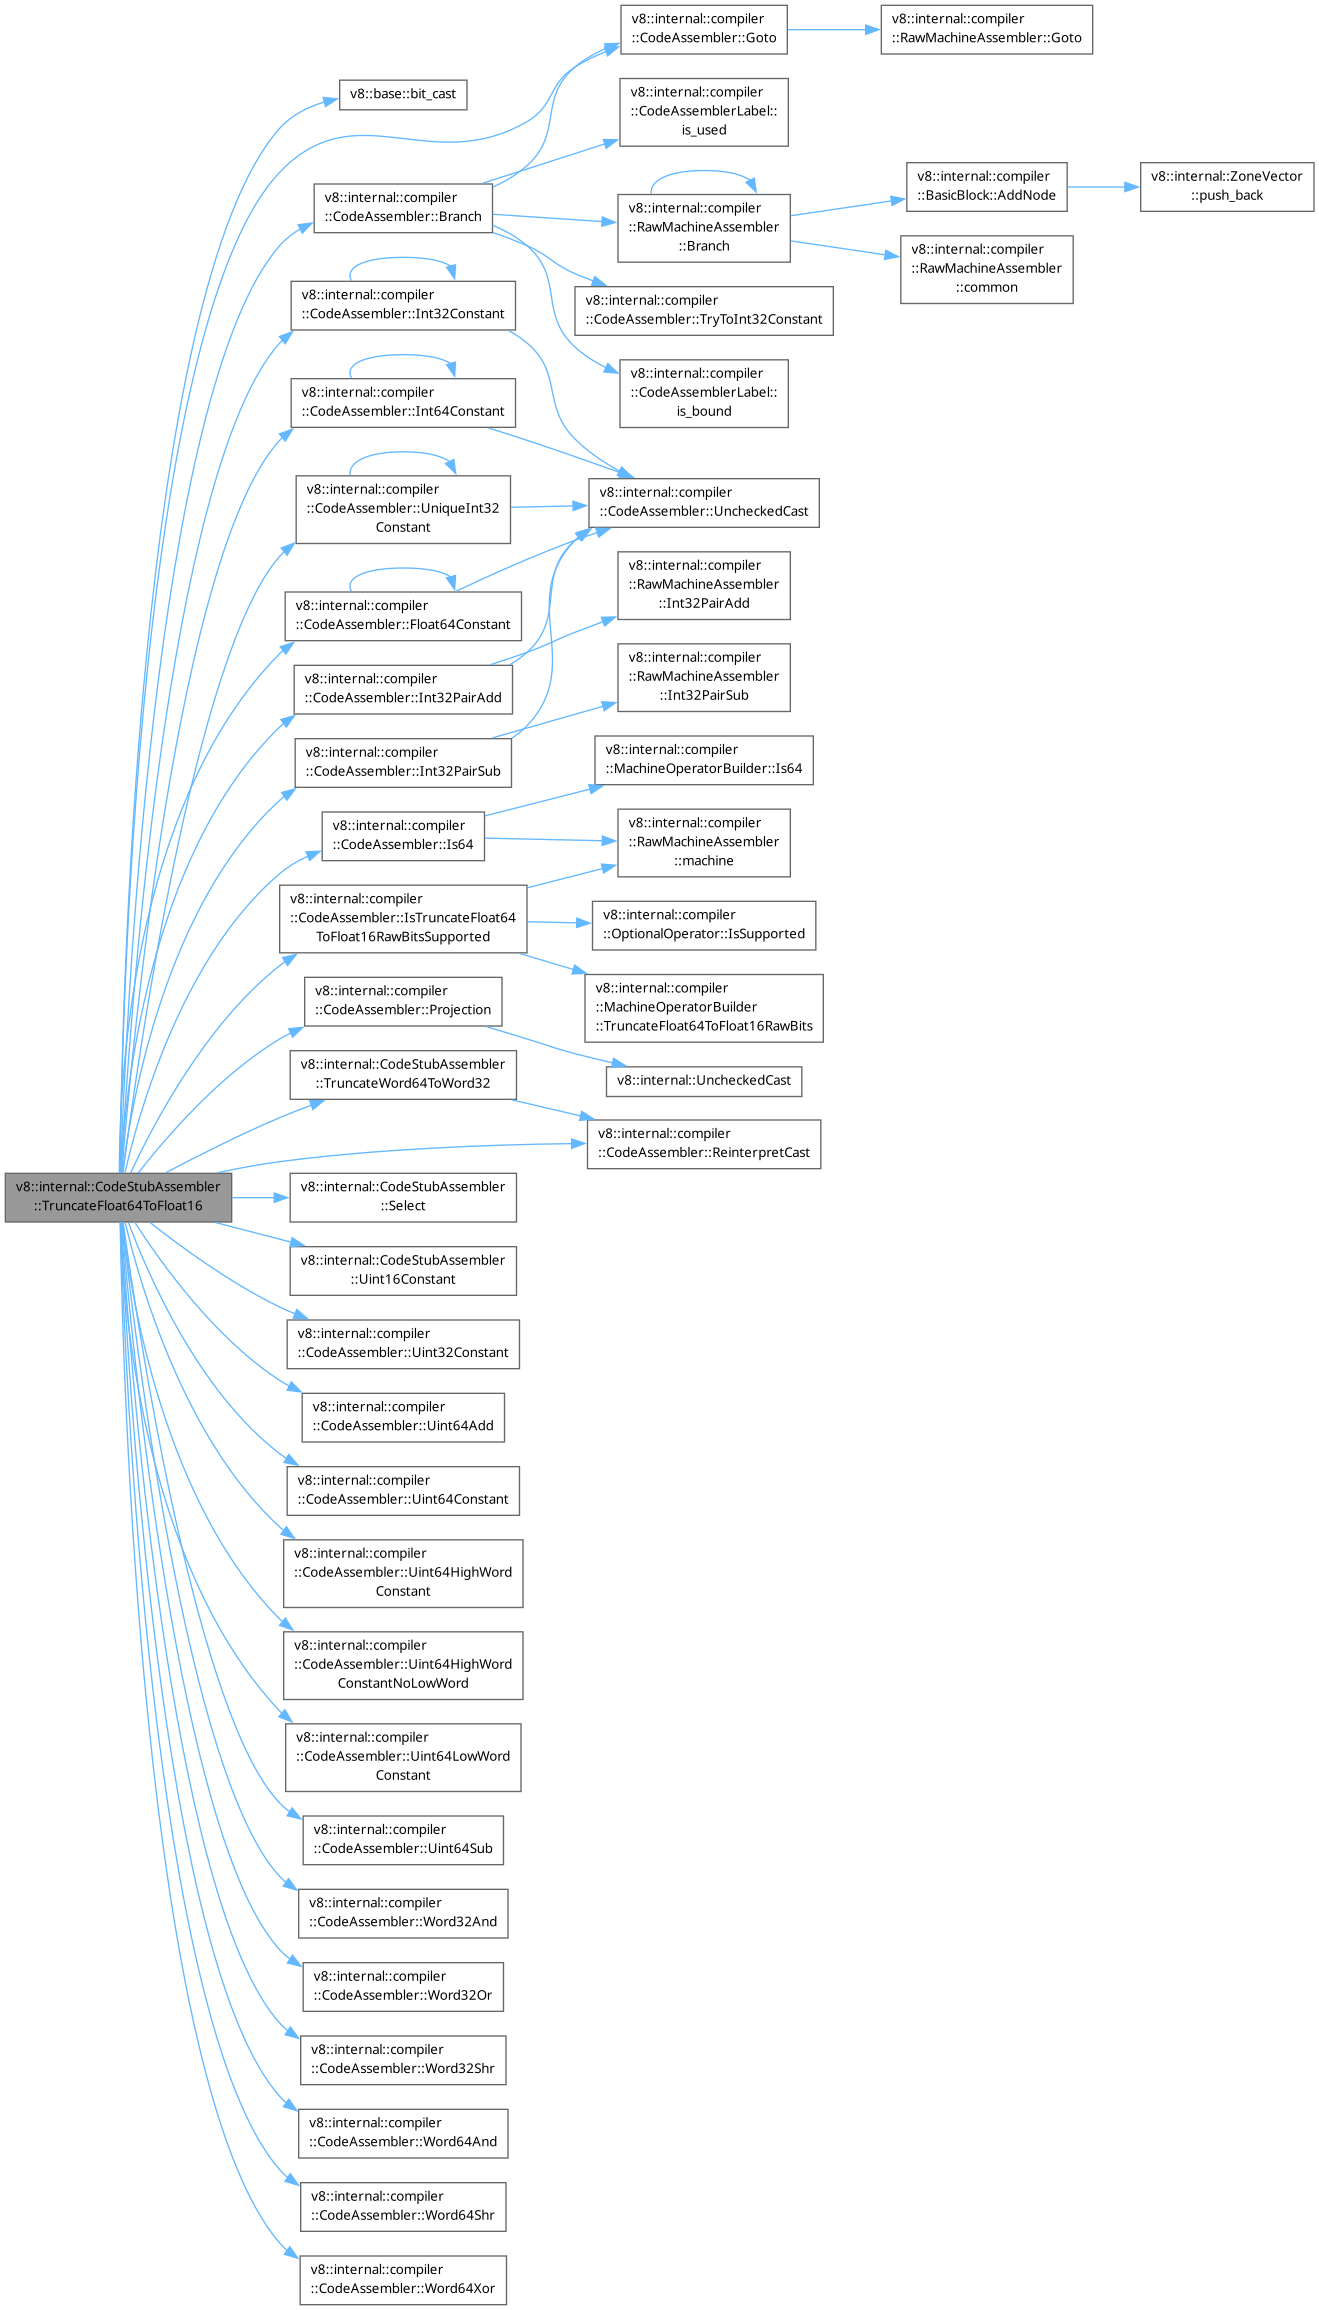 v8::internal::compiler
::CodeAssembler::Goto
v8::internal::compiler
::RawMachineAssembler::Goto
v8::base::bit_cast
v8::internal::compiler
::CodeAssemblerLabel::
is_used
v8::internal::compiler
::CodeAssembler::Branch
v8::internal::compiler
::RawMachineAssembler
::Branch
v8::internal::compiler
::BasicBlock::AddNode
v8::internal::ZoneVector
::push_back
v8::internal::compiler
::RawMachineAssembler
::common
v8::internal::compiler
::CodeAssembler::Int32Constant
v8::internal::compiler
::CodeAssembler::TryToInt32Constant
v8::internal::compiler
::CodeAssemblerLabel::
is_bound
v8::internal::compiler
::CodeAssembler::Int64Constant
v8::internal::compiler
::CodeAssembler::UniqueInt32
Constant
v8::internal::compiler
::CodeAssembler::UncheckedCast
v8::internal::compiler
::CodeAssembler::Float64Constant
v8::internal::compiler
::RawMachineAssembler
::Int32PairAdd
v8::internal::compiler
::CodeAssembler::Int32PairAdd
v8::internal::compiler
::RawMachineAssembler
::Int32PairSub
v8::internal::compiler
::CodeAssembler::Int32PairSub
v8::internal::compiler
::MachineOperatorBuilder::Is64
v8::internal::compiler
::CodeAssembler::Is64
v8::internal::compiler
::RawMachineAssembler
::machine
v8::internal::compiler
::CodeAssembler::IsTruncateFloat64
ToFloat16RawBitsSupported
v8::internal::compiler
::OptionalOperator::IsSupported
v8::internal::compiler
::MachineOperatorBuilder
::TruncateFloat64ToFloat16RawBits
v8::internal::compiler
::CodeAssembler::Projection
v8::internal::UncheckedCast
v8::internal::CodeStubAssembler
::TruncateWord64ToWord32
v8::internal::compiler
::CodeAssembler::ReinterpretCast
v8::internal::CodeStubAssembler
::TruncateFloat64ToFloat16
v8::internal::CodeStubAssembler
::Select
v8::internal::CodeStubAssembler
::Uint16Constant
v8::internal::compiler
::CodeAssembler::Uint32Constant
v8::internal::compiler
::CodeAssembler::Uint64Add
v8::internal::compiler
::CodeAssembler::Uint64Constant
v8::internal::compiler
::CodeAssembler::Uint64HighWord
Constant
v8::internal::compiler
::CodeAssembler::Uint64HighWord
ConstantNoLowWord
v8::internal::compiler
::CodeAssembler::Uint64LowWord
Constant
v8::internal::compiler
::CodeAssembler::Uint64Sub
v8::internal::compiler
::CodeAssembler::Word32And
v8::internal::compiler
::CodeAssembler::Word32Or
v8::internal::compiler
::CodeAssembler::Word32Shr
v8::internal::compiler
::CodeAssembler::Word64And
v8::internal::compiler
::CodeAssembler::Word64Shr
v8::internal::compiler
::CodeAssembler::Word64Xor